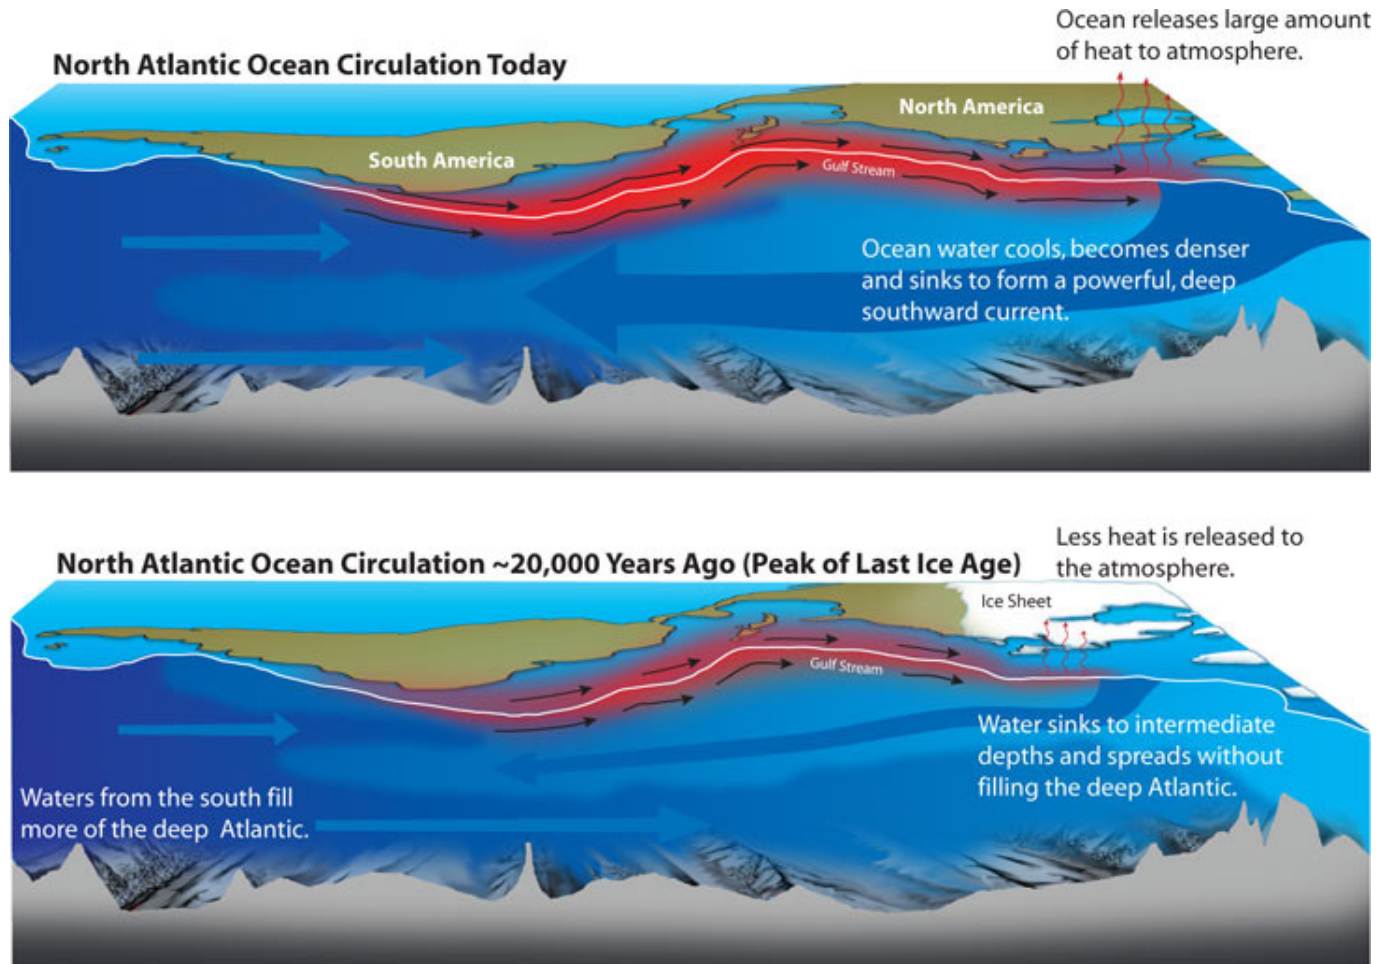 Ocean releases large amount
of heat to atmosphere.
North Atlantic Ocean Circulation Today
North America
South America
Gulf Stream
Ocean water cools, becomes denser
and sinks to form a powerful, deep
southward current.
Less heat is released to
the atmosphere.
North Atlantic Ocean Circulation ~20,000 Years Ago (Peak of Last Ice Age)
Ice Sheet
Gulf Stream
Water sinks to intermediate
depths and spreads without
filling the deep Atlantic.
Waters from the south fill
more of the deep Atlantic.